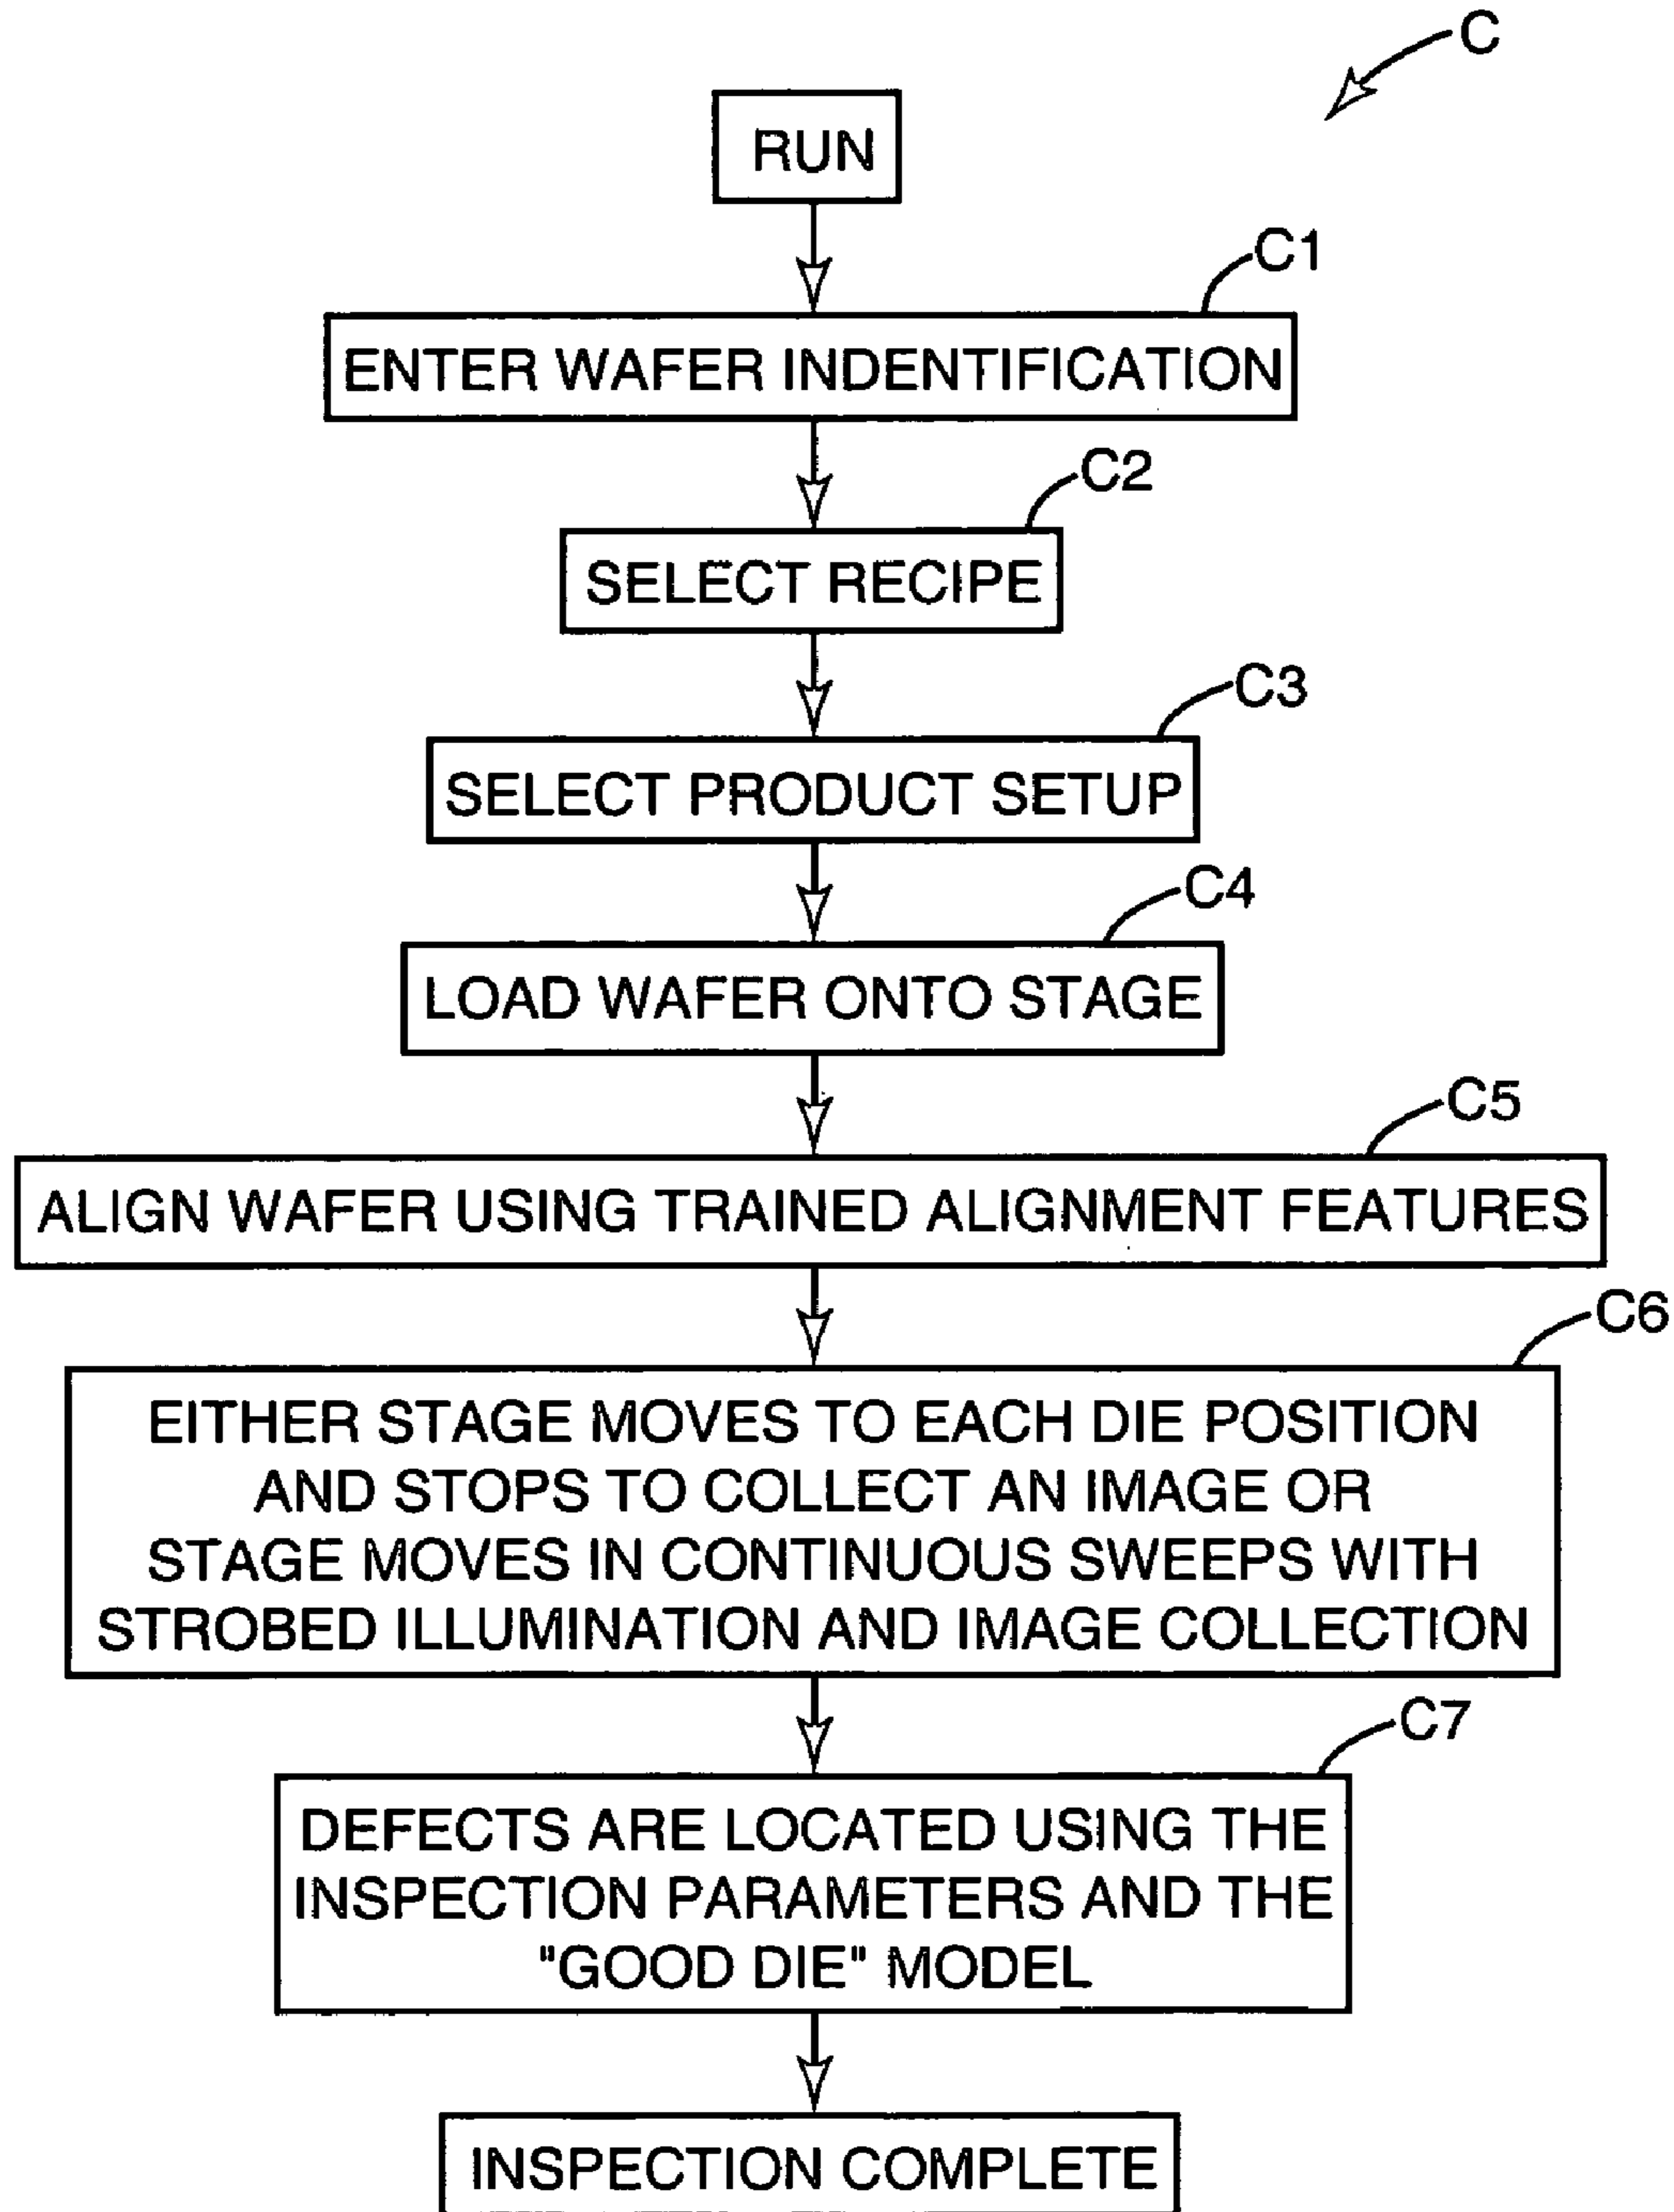 C
RUN
C1
ENTER WAFER INDENTIFICATION
C2
SELECT RECIPE
C3
SELECT PRODUCT SETUP
C4
LOAD WAFER ONTO STAGE
C5
ALIGN WAFER USING TRAINED ALIGNMENT FEATURES
C6
EITHER STAGE MOVES TO EACH DIE POSITION
AND STOPS TO COLLECT AN IMAGE OR
STAGE MOVES IN CONTINUOUS SWEEPS WITH
STROBED ILLUMINATION AND IMAGE COLLECTION
C7
DEFECTS ARE LOCATED USING THE
INSPECTION PARAMETERS AND THE
"GOOD DIE" MODEL
INSPECTION COMPLETE